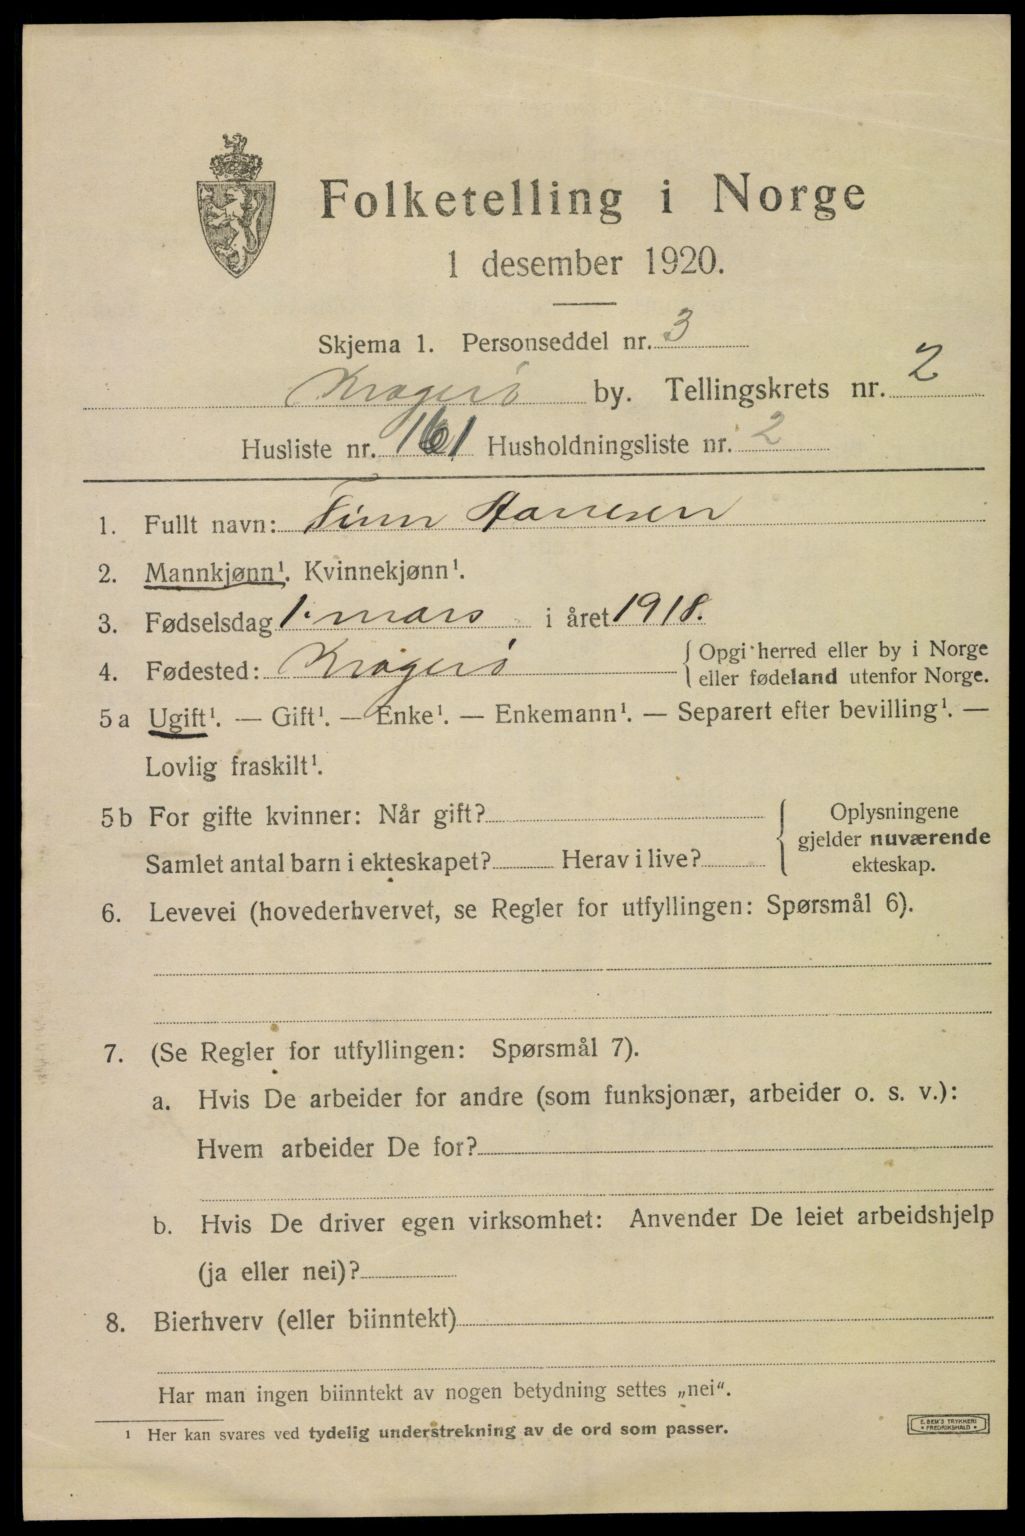 Folketelling i Norge
1 desember 1920.
Skjema 1. Personseddel nr. 3
Kragerö by. Tellingskrets nr. 2
Husliste nr. 161 Husholdningsliste nr. 2
1. Fullt navn: Finn Hansen
2. Mannkjønn¹. Kvinnekjønn¹.
3. Fødselsdag 1. mars i året 1918.
4. Fødested: Kragerö { Opgi herred eller by i Norge
eller fødeland utenfor Norge.
5a Ugift¹. — Gift¹. — Enke¹. — Enkemann¹. — Separert efter bevilling¹. —
Lovlig fraskilt¹.
5b For gifte kvinner: Når gift? { Oplysningene
gjelder nuværende
Samlet antal barn i ekteskapet? Herav i live? ekteskap.
6. Levevei (hovederhvervet, se Regler for utfyllingen: Spørsmål 6).
7. (Se Regler for utfyllingen: Spørsmål 7).
a. Hvis De arbeider for andre (som funksjonær, arbeider o. s. v.):
Hvem arbeider De for?
b. Hvis De driver egen virksomhet: Anvender De leiet arbeidshjelp
(ja eller nei)?
8. Bierhverv (eller biinntekt)
Har man ingen biinntekt av nogen betydning settes „nei“.
¹ Her kan svares ved tydelig understrekning av de ord som passer.
E. SEM'S TRYKKERI
FREDRIKSHALD